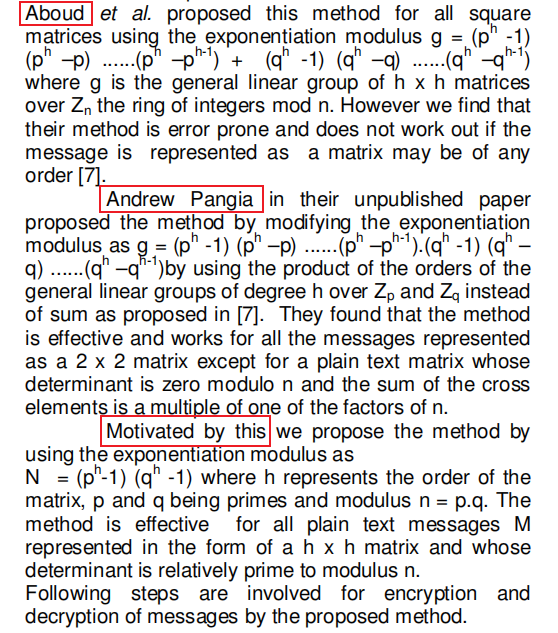 Aboud et al. proposed this method for all square
matrices using the exponentiation modulus g = (p^h -1)
(p^h –p) ......(p^h –p^h-1) + (q^h -1) (q^h –q) ......(q^h –q^h-1)
where g is the general linear group of h x h matrices
over Z_n the ring of integers mod n. However we find that
their method is error prone and does not work out if the
message is represented as a matrix may be of any
order [7].
Andrew Pangia in their unpublished paper
proposed the method by modifying the exponentiation
modulus as g = (p^h -1) (p^h –p) ......(p^h –p^h-1).(q^h -1) (q^h –
q) ......(q^h –q^h-1)by using the product of the orders of the
general linear groups of degree h over Z_p and Z_q instead
of sum as proposed in [7]. They found that the method
is effective and works for all the messages represented
as a 2 x 2 matrix except for a plain text matrix whose
determinant is zero modulo n and the sum of the cross
elements is a multiple of one of the factors of n.
Motivated by this we propose the method by
using the exponentiation modulus as
N = (p^h-1) (q^h -1) where h represents the order of the
matrix, p and q being primes and modulus n = p.q. The
method is effective for all plain text messages M
represented in the form of a h x h matrix and whose
determinant is relatively prime to modulus n.
Following steps are involved for encryption and
decryption of messages by the proposed method.